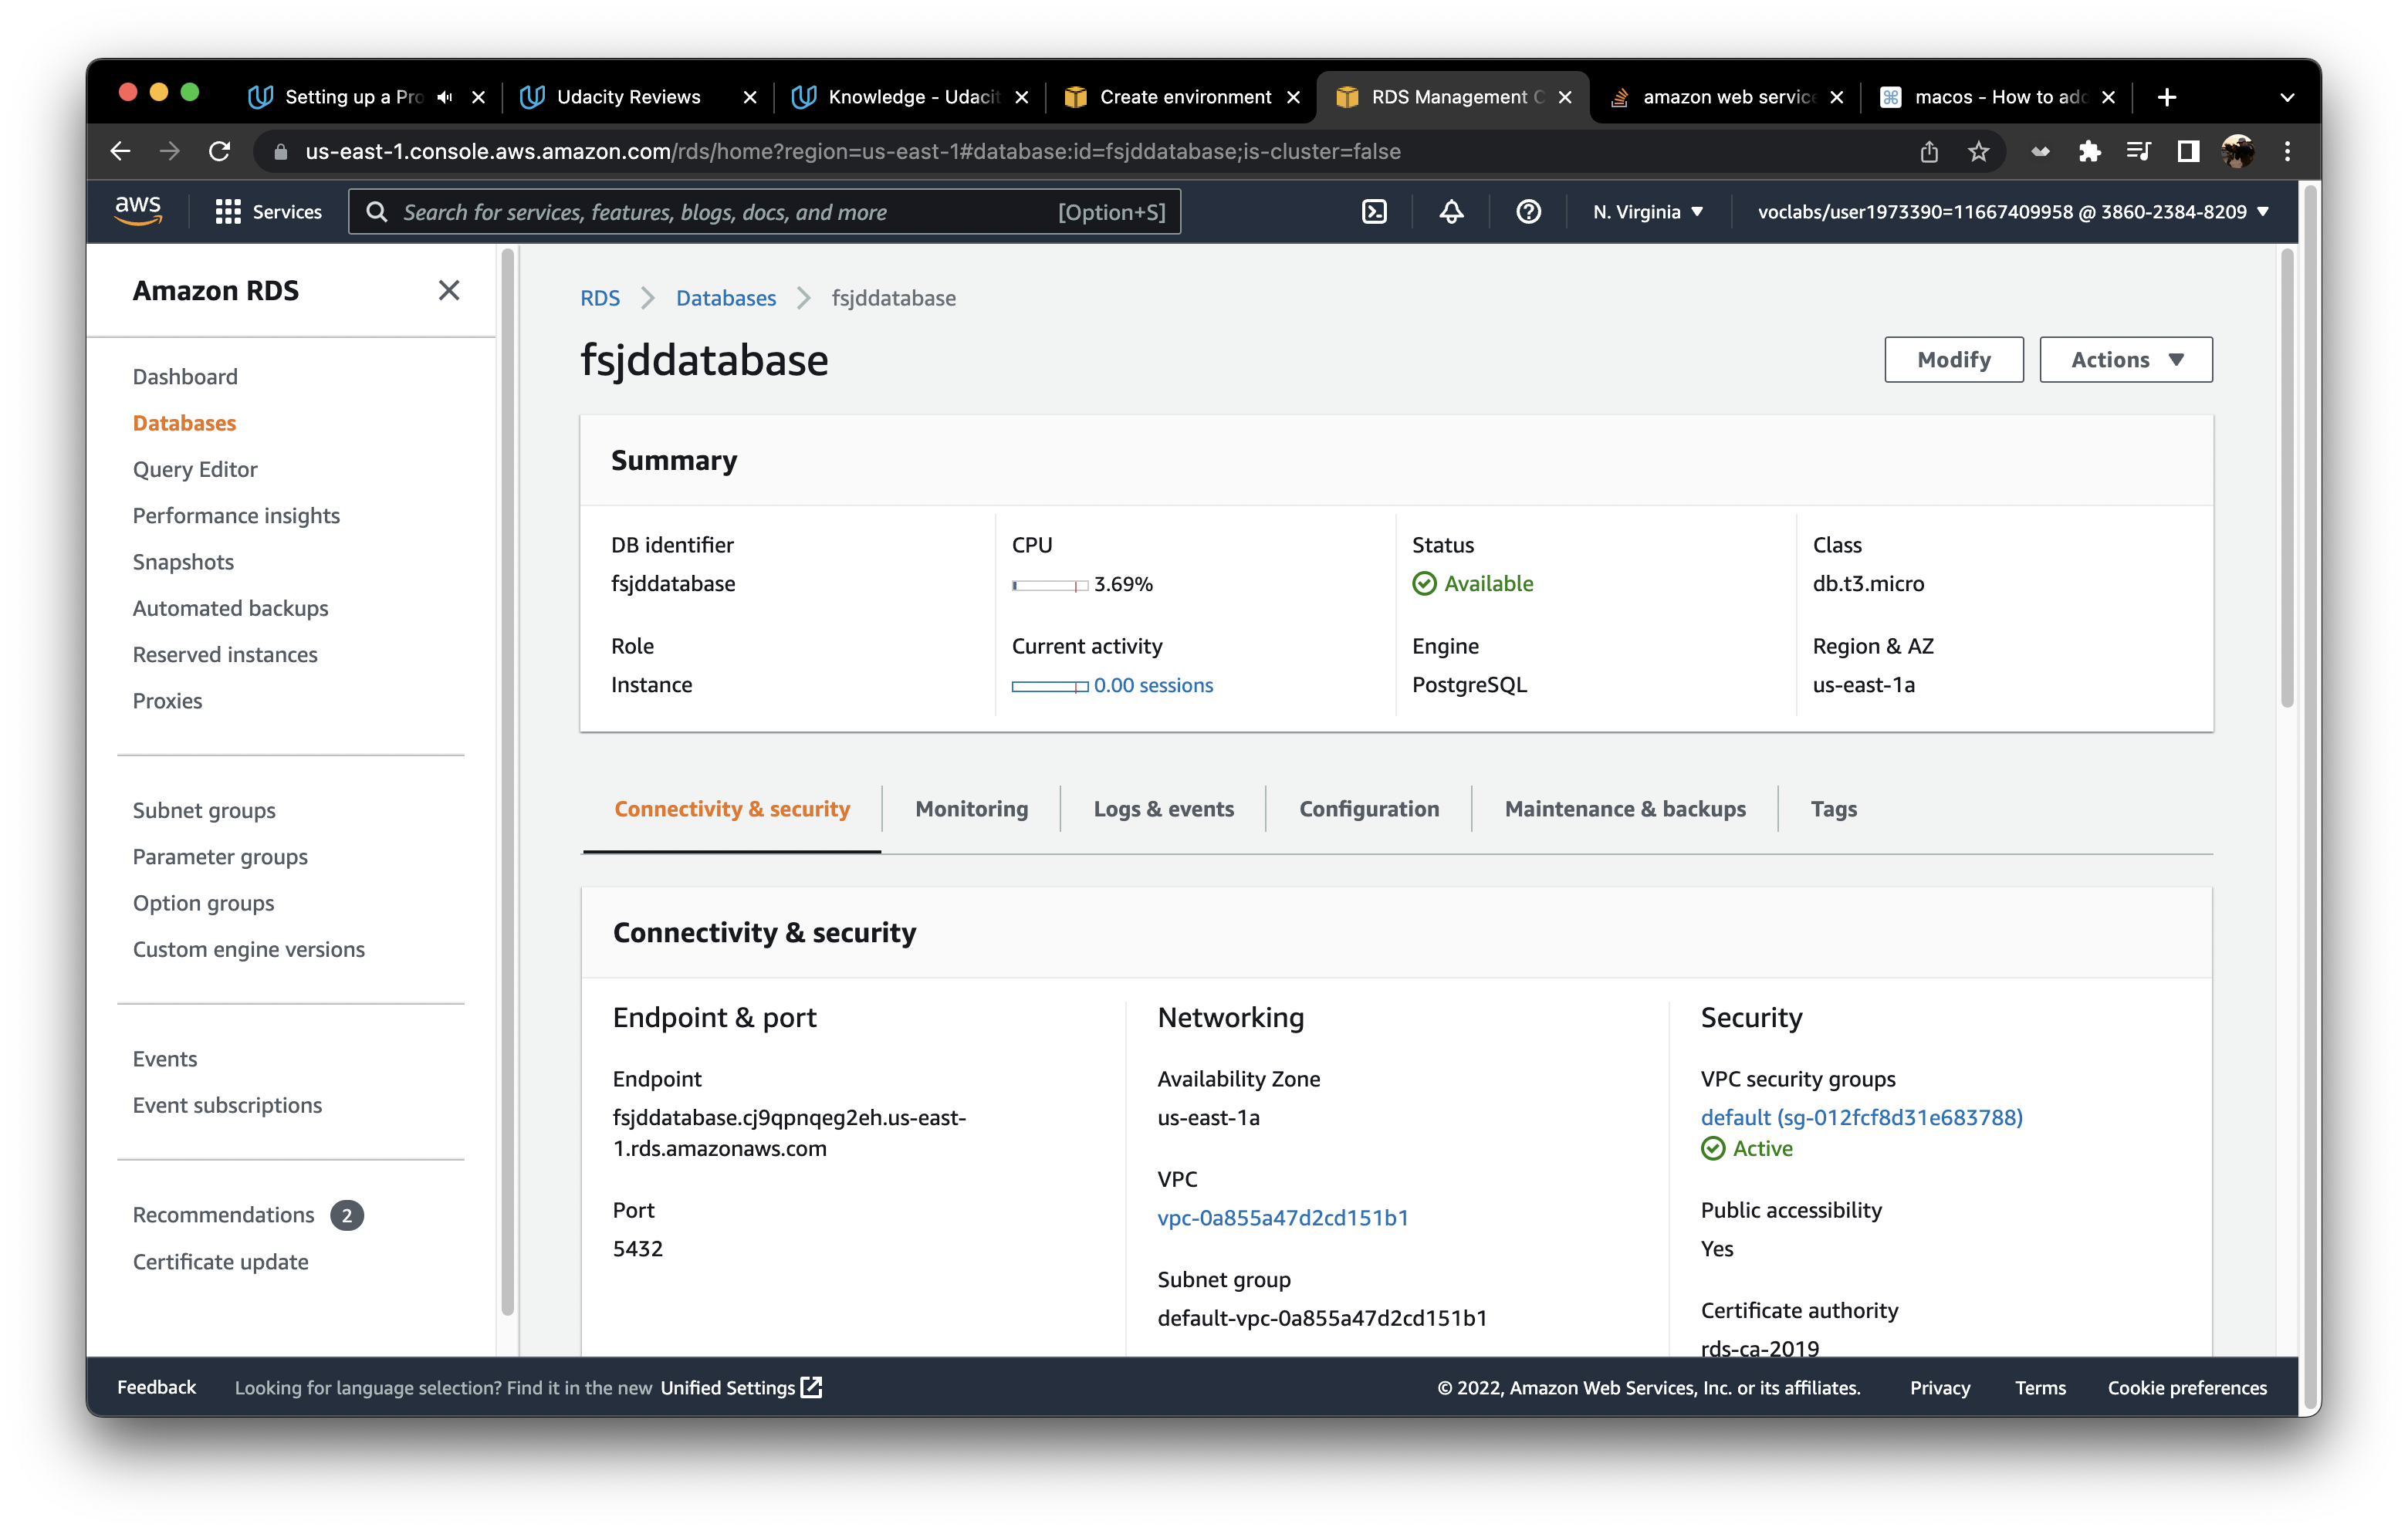 Setting up a Pro
Udacity Reviews
Knowledge - Udacit
Create environment
RDS Management C
amazon web service
macos - How to add
us-east-1.console.aws.amazon.com/rds/home?region=us-east-1#database:id=fsjddatabase;is-cluster=false
aws
Services
Search for services, features, blogs, docs, and more
[Option+S]
N. Virginia
voclabs/user1973390=11667409958 @ 3860-2384-8209
Amazon RDS
Dashboard
Databases
Query Editor
Performance insights
Snapshots
Automated backups
Reserved instances
Proxies
Subnet groups
Parameter groups
Option groups
Custom engine versions
Events
Event subscriptions
Recommendations 2
Certificate update
RDS
Databases
fsjddatabase
fsjddatabase
Modify
Actions
Summary
DB identifier
fsjddatabase
CPU
3.69%
Status
Available
Class
db.t3.micro
Role
Instance
Current activity
0.00 sessions
Engine
PostgreSQL
Region & AZ
us-east-1a
Connectivity & security
Monitoring
Logs & events
Configuration
Maintenance & backups
Tags
Connectivity & security
Endpoint & port
Endpoint
fsjddatabase.cj9qpnqeg2eh.us-east-
1.rds.amazonaws.com
Port
5432
Networking
Availability Zone
us-east-1a
VPC
vpc-0a855a47d2cd151b1
Subnet group
default-vpc-0a855a47d2cd151b1
Security
VPC security groups
default (sg-012fcf8d31e683788)
Active
Public accessibility
Yes
Certificate authority
rds-ca-2019
Feedback
Looking for language selection? Find it in the new Unified Settings
© 2022, Amazon Web Services, Inc. or its affiliates.
Privacy
Terms
Cookie preferences